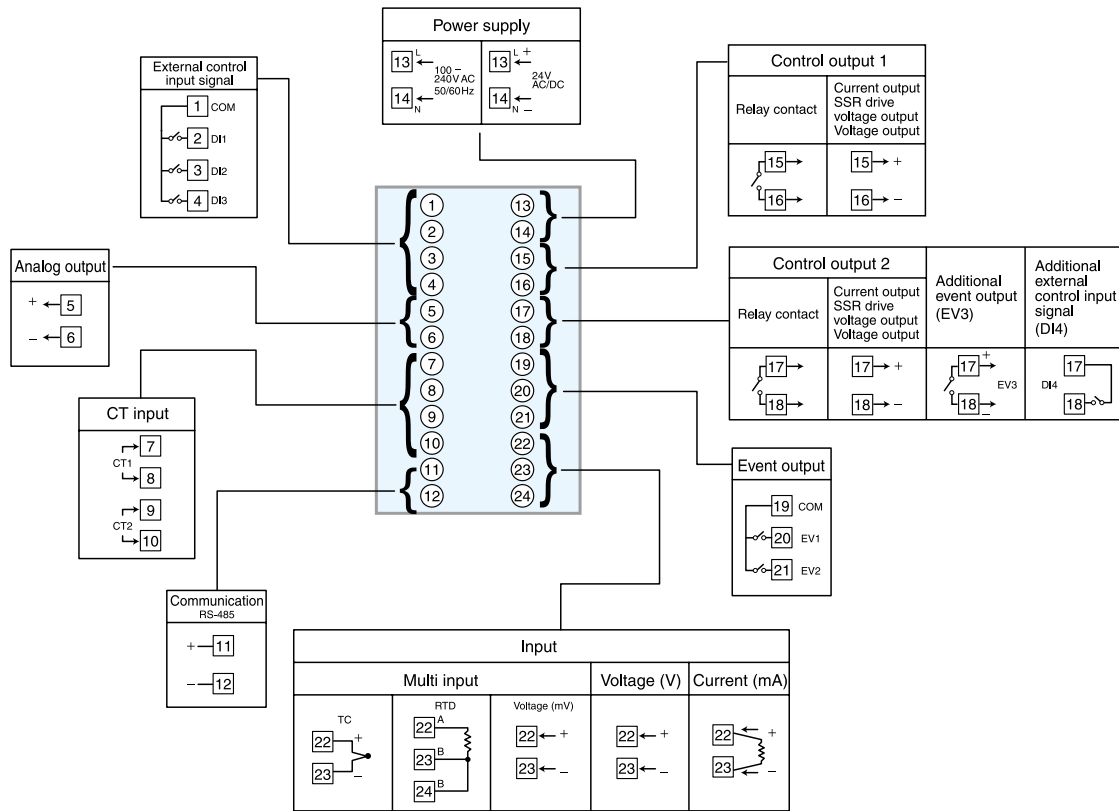 Power supply
13 L
100 –
240V AC
50/60Hz
14 N
13 L +
24V
AC/DC
14 N –
External control
input signal
1 COM
2 DI1
3 DI2
4 DI3
Control output 1
Relay contact
Current output
SSR drive
voltage output
Voltage output
15
16
15 +
16 –
Analog output
+ 5
– 6
1
2
3
4
5
6
7
8
9
10
11
12
13
14
15
16
17
18
19
20
21
22
23
24
Control output 2
Relay contact
Current output
SSR drive
voltage output
Voltage output
Additional
event output
(EV3)
Additional
external
control input
signal
(DI4)
17
18
17 +
18 –
17 +
EV3
18 –
17
DI4
18
CT input
7
CT1
8
9
CT2
10
Event output
19 COM
20 EV1
21 EV2
Communication
RS-485
+ 11
– 12
Input
Multi input
Voltage (V)
Current (mA)
TC
22 +
23 –
RTD
22 A
23 B
24 B
Voltage (mV)
22 +
23 –
22 +
23 –
22 +
23 –